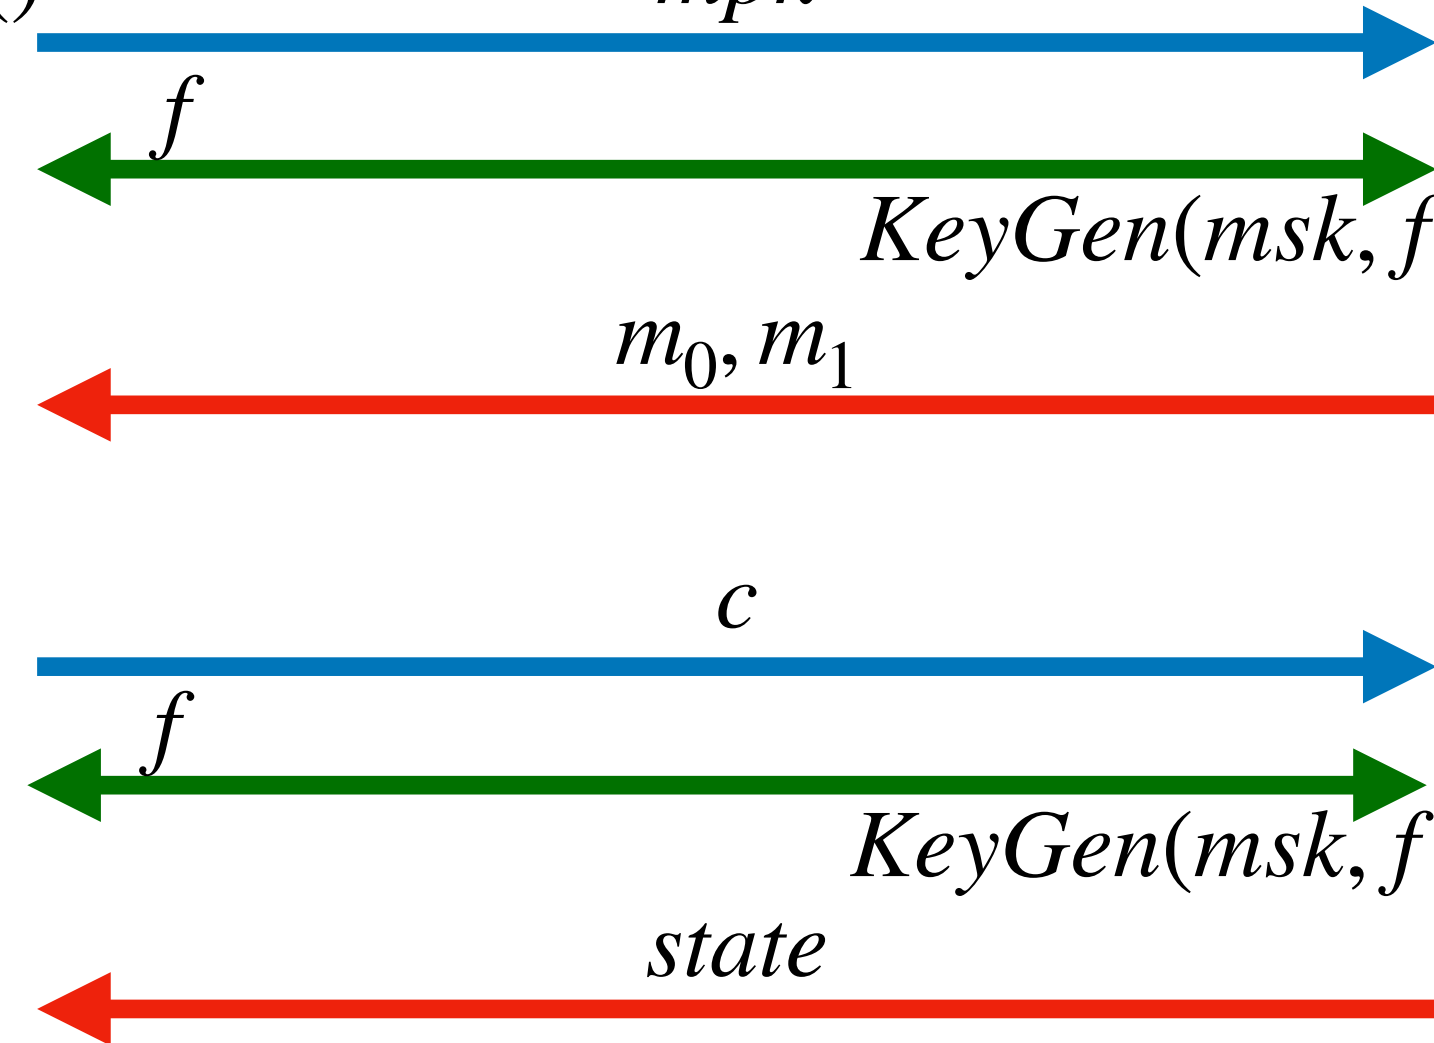 f
KeyGen(msk, f
m₀, m₁
c
f
KeyGen(msk, f
state